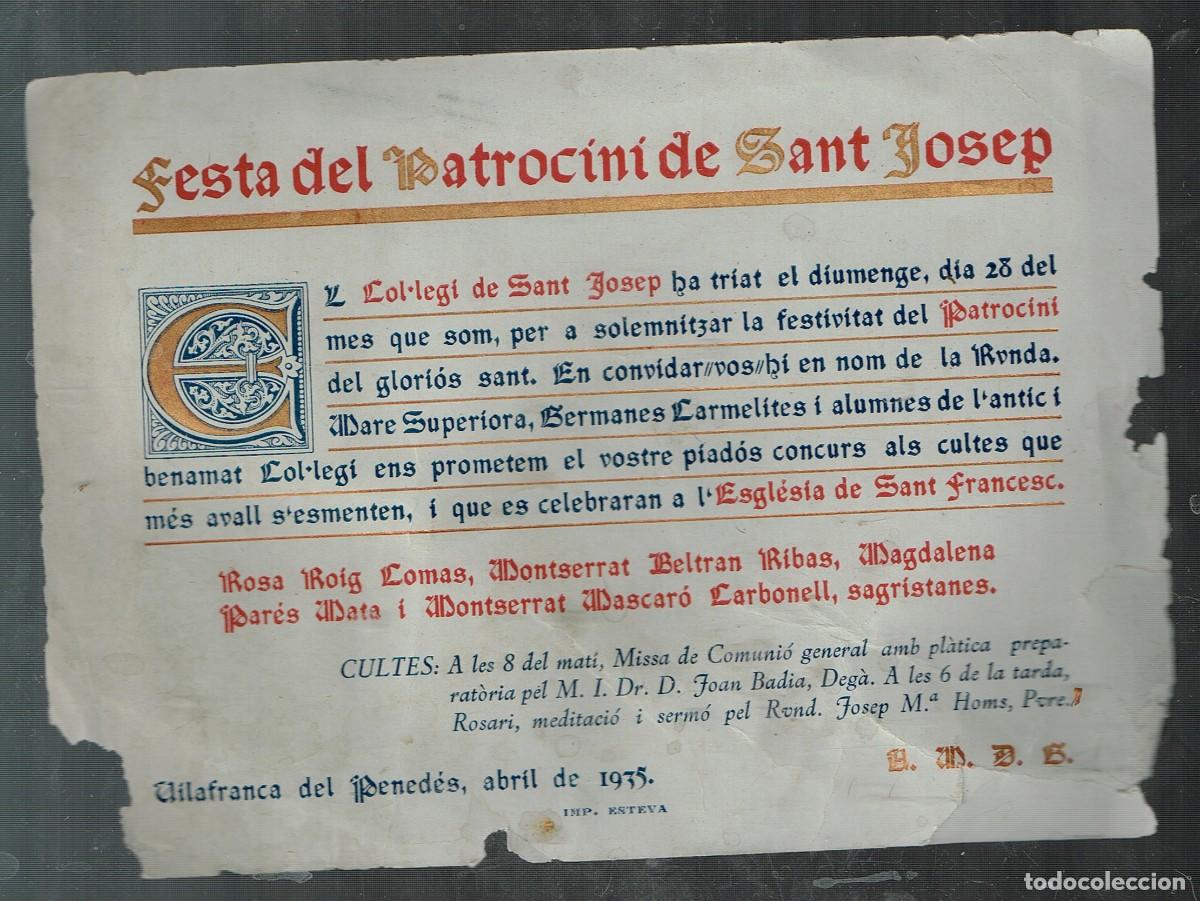 Festa del Patrocini de Sant Josep
EL Col·legi de Sant Josep ha triat el diumenge, dia 28 del
mes que som, per a solemnitzar la festivitat del Patrocini
del gloriós sant. En convidar//vos//hi en nom de la Rvnda.
Mare Superiora, Germanes Carmelites i alumnes de l'antic i
benamat Col·legi ens prometem el vostre piadós concurs als cultes que
més avall s'esmenten, i que es celebraran a l'Església de Sant Francesc.
Rosa Roig Comas, Montserrat Beltran Ribas, Magdalena
Parés Mata i Montserrat Mascaró Carbonell, sagristanes.
CULTES: A les 8 del matí, Missa de Comunió general amb plàtica prepa-
ratòria pél M. I. Dr. D. Joan Badia, Degà. A les 6 de la tarda,
Rosari, meditació i sermó pel Rvnd. Josep M.ª Homs, Pvre.
A. M. D. G.
Vilafranca del Penedés, abril de 1935.
IMP. ESTEVA
todocoleccion